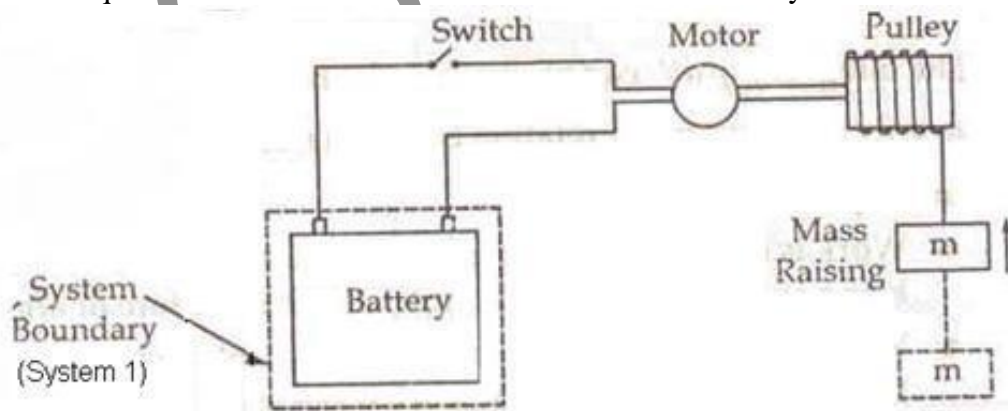 Switch
Motor
Pulley
Mass
Raising
m
m
Battery
System
Boundary
(System 1)